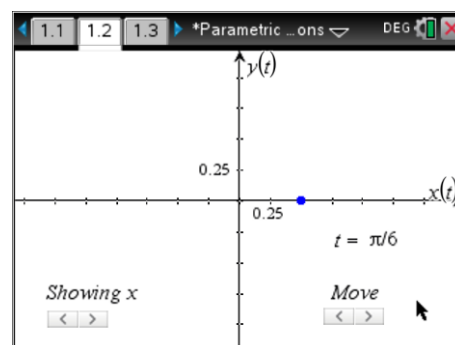 1.1 1.2 1.3 *Parametric ...ons DEG
y(t)
0.25
x(t)
0.25
t = π/6
Showing x Move
< > < >